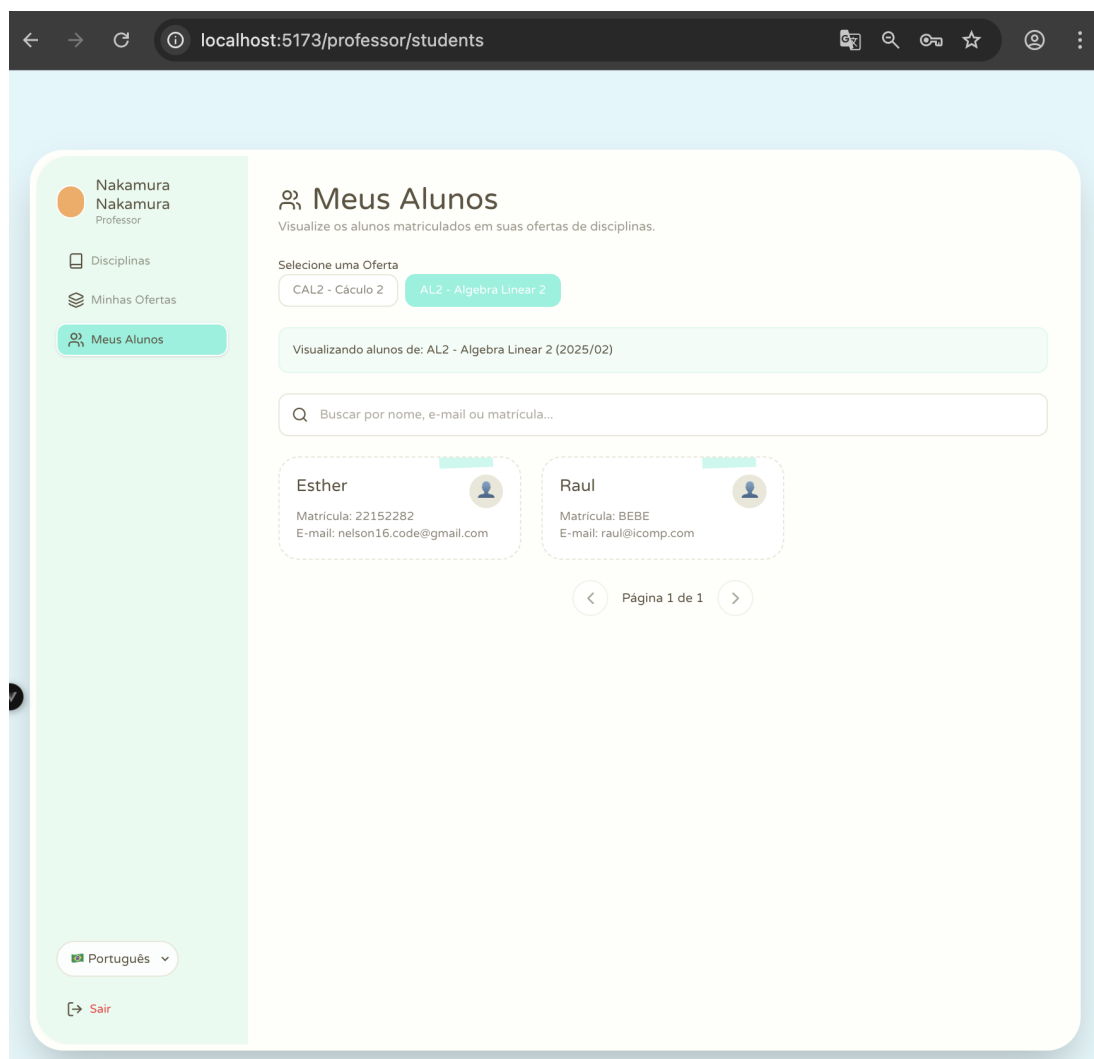 localhost:5173/professor/students
Nakamura
Nakamura
Professor
Disciplinas
Minhas Ofertas
Meus Alunos
Português
Sair
Meus Alunos
Visualize os alunos matriculados em suas ofertas de disciplinas.
Selecione uma Oferta
CAL2 - Cáculo 2
AL2 - Algebra Linear 2
Visualizando alunos de: AL2 - Algebra Linear 2 (2025/02)
Buscar por nome, e-mail ou matrícula...
Esther
Matrícula: 22152282
E-mail: nelson16.code@gmail.com
Raul
Matrícula: BEBE
E-mail: raul@icomp.com
Página 1 de 1